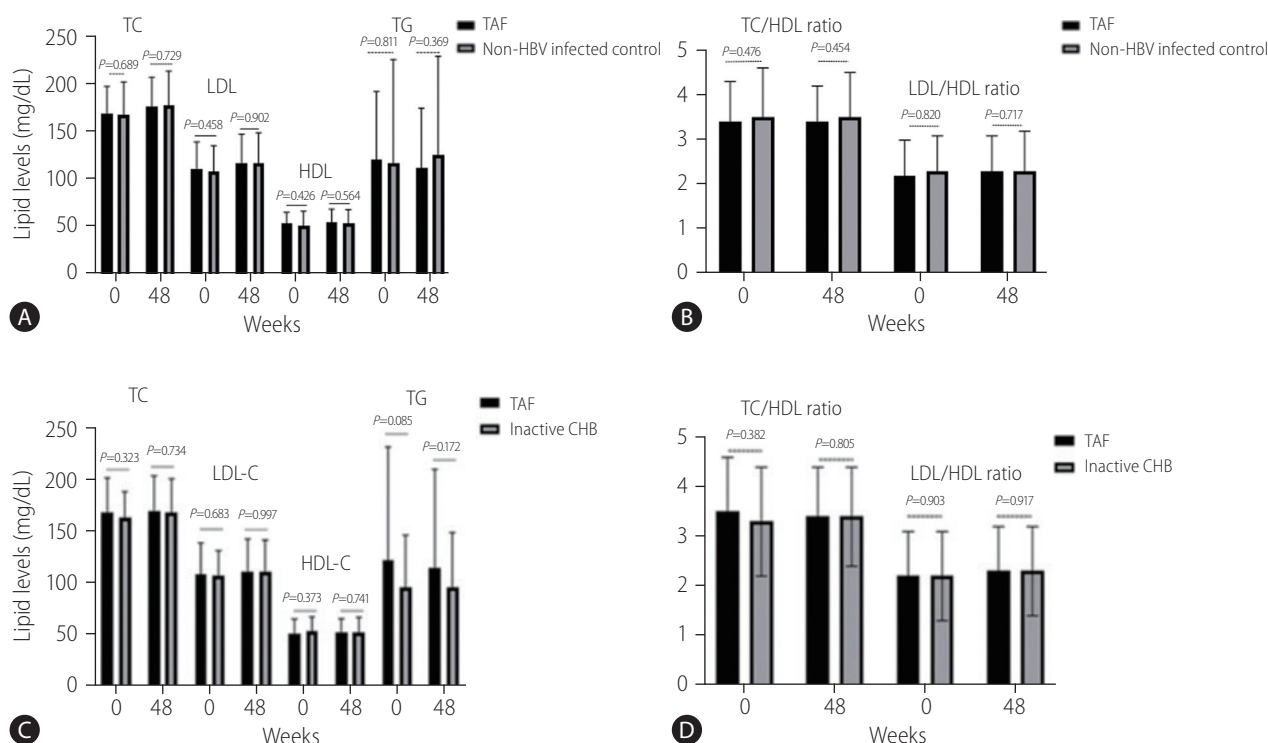 TC
TG
TAF
Non-HBV infected control
P=0.689
P=0.729
LDL
P=0.458
P=0.902
HDL
P=0.426
P=0.564
P=0.811
P=0.369
Lipid levels (mg/dL)
250
200
150
100
50
0
0
48
0
48
0
48
0
48
Weeks
A
TC/HDL ratio
TAF
Non-HBV infected control
P=0.476
P=0.454
LDL/HDL ratio
P=0.820
P=0.717
5
4
3
2
1
0
0
48
0
48
Weeks
B
TC
TG
TAF
Inactive CHB
P=0.323
P=0.734
LDL-C
P=0.683
P=0.997
HDL-C
P=0.373
P=0.741
P=0.085
P=0.172
Lipid levels (mg/dL)
250
200
150
100
50
0
0
48
0
48
0
48
0
48
Weeks
C
TC/HDL ratio
TAF
Inactive CHB
P=0.382
P=0.805
LDL/HDL ratio
P=0.903
P=0.917
5
4
3
2
1
0
0
48
0
48
Weeks
D